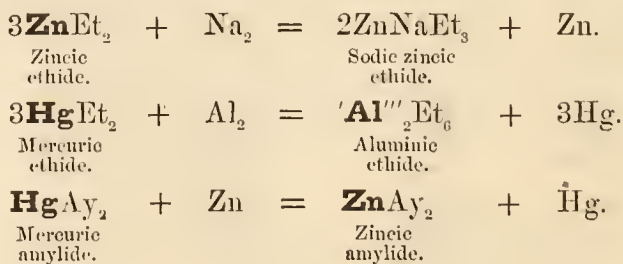 3ZnEt₂ + Na₂ = 2ZnNaEt₃ + Zn.
Zincic Sodic zincic
ethide. ethide.
3HgEt₂ + Al₂ = 'Al'''₂Et₆ + 3Hg.
Mercuric Aluminic
ethide. ethide.
HgAy₂ + Zn = ZnAy₂ + Hg.
Mercuric Zincic
amylide. amylide.